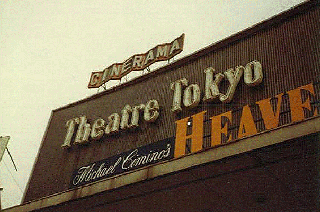 CINERAMA
Theatre Tokyo
Michael Cimino's HEAVE